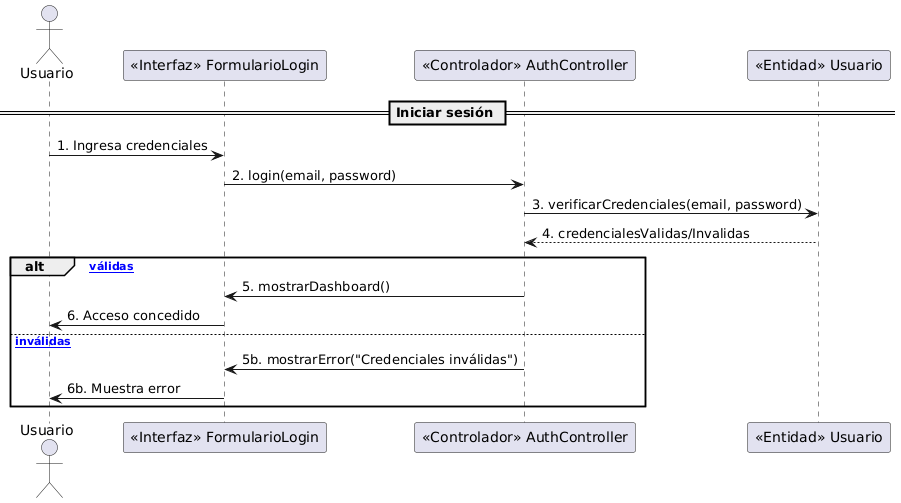 Usuario
«Interfaz» FormularioLogin
«Controlador» AuthController
«Entidad» Usuario
Iniciar sesión
1. Ingresa credenciales
2. login(email, password)
3. verificarCredenciales(email, password)
4. credencialesValidas/Invalidas
alt
válidas
5. mostrarDashboard()
6. Acceso concedido
inválidas
5b. mostrarError("Credenciales inválidas")
6b. Muestra error
Usuario
«Interfaz» FormularioLogin
«Controlador» AuthController
«Entidad» Usuario